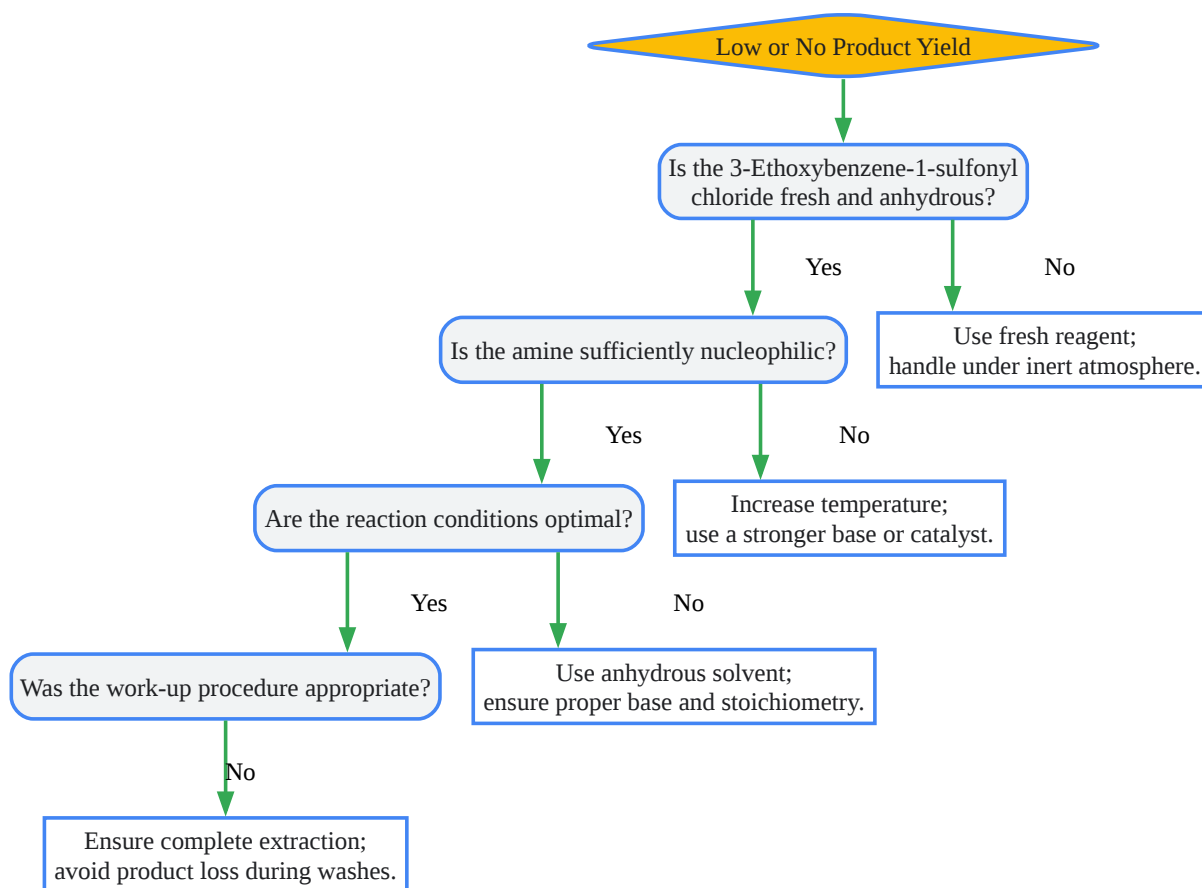 Low or No Product Yield
Is the 3-Ethoxybenzene-1-sulfonyl
chloride fresh and anhydrous?
Yes
No
Use fresh reagent;
handle under inert atmosphere.
Is the amine sufficiently nucleophilic?
Yes
No
Increase temperature;
use a stronger base or catalyst.
Are the reaction conditions optimal?
Yes
No
Use anhydrous solvent;
ensure proper base and stoichiometry.
Was the work-up procedure appropriate?
No
Ensure complete extraction;
avoid product loss during washes.